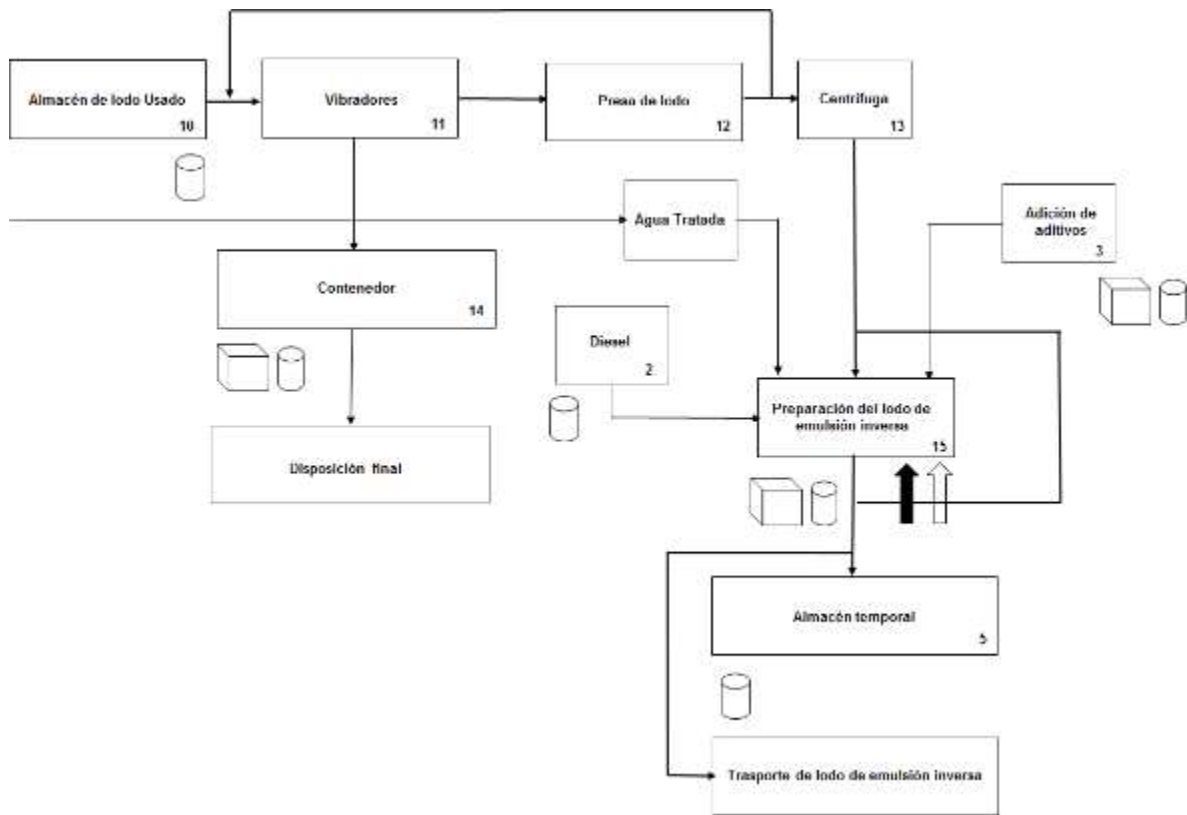 Almacén de lodo Usado
10
Vibradores
11
Presa de lodo
12
Centrífuga
13
Agua Tratada
Adición de
aditivos
3
Contenedor
14
Diesel
2
Preparación del lodo de
emulsión inversa
15
Disposición final
Almacén temporal
5
Trasporte de lodo de emulsión inversa